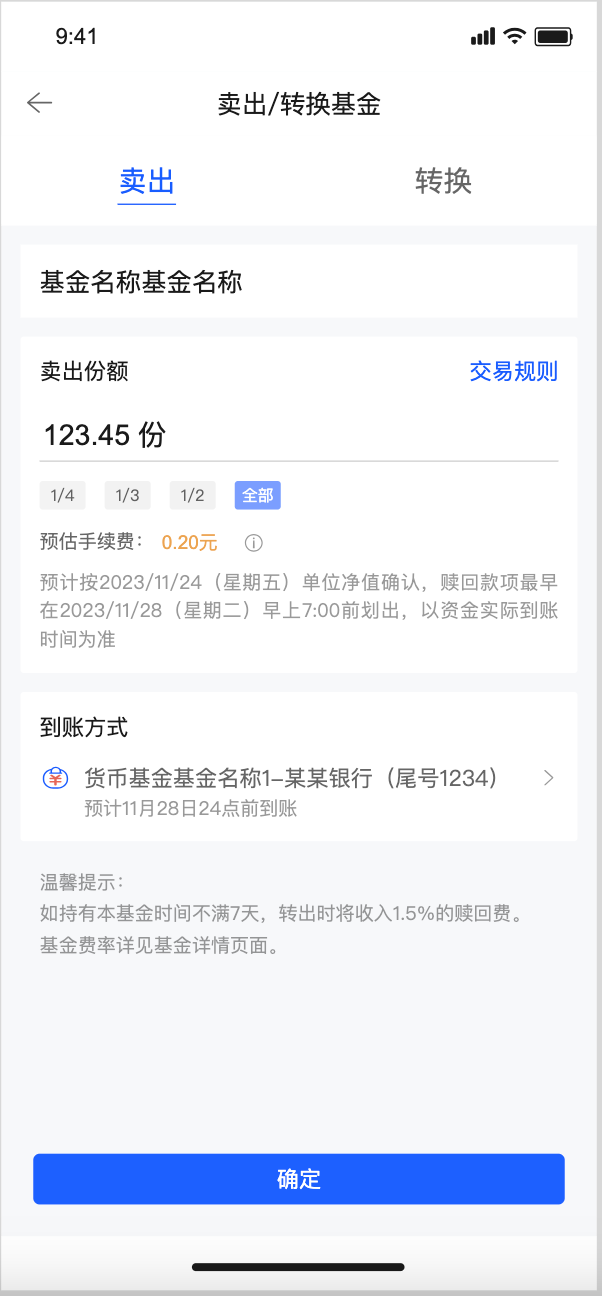 9:41
卖出/转换基金
卖出 转换
基金名称基金名称
卖出份额 交易规则
123.45 份
1/4 1/3 1/2 全部
预估手续费： 0.20元
预计按2023/11/24（星期五）单位净值确认，赎回款项最早
在2023/11/28（星期二）早上7:00前划出，以资金实际到账
时间为准
到账方式
货币基金基金名称1-某某银行（尾号1234）
预计11月28日24点前到账
温馨提示：
如持有本基金时间不满7天，转出时将收入1.5%的赎回费。
基金费率详见基金详情页面。
确定